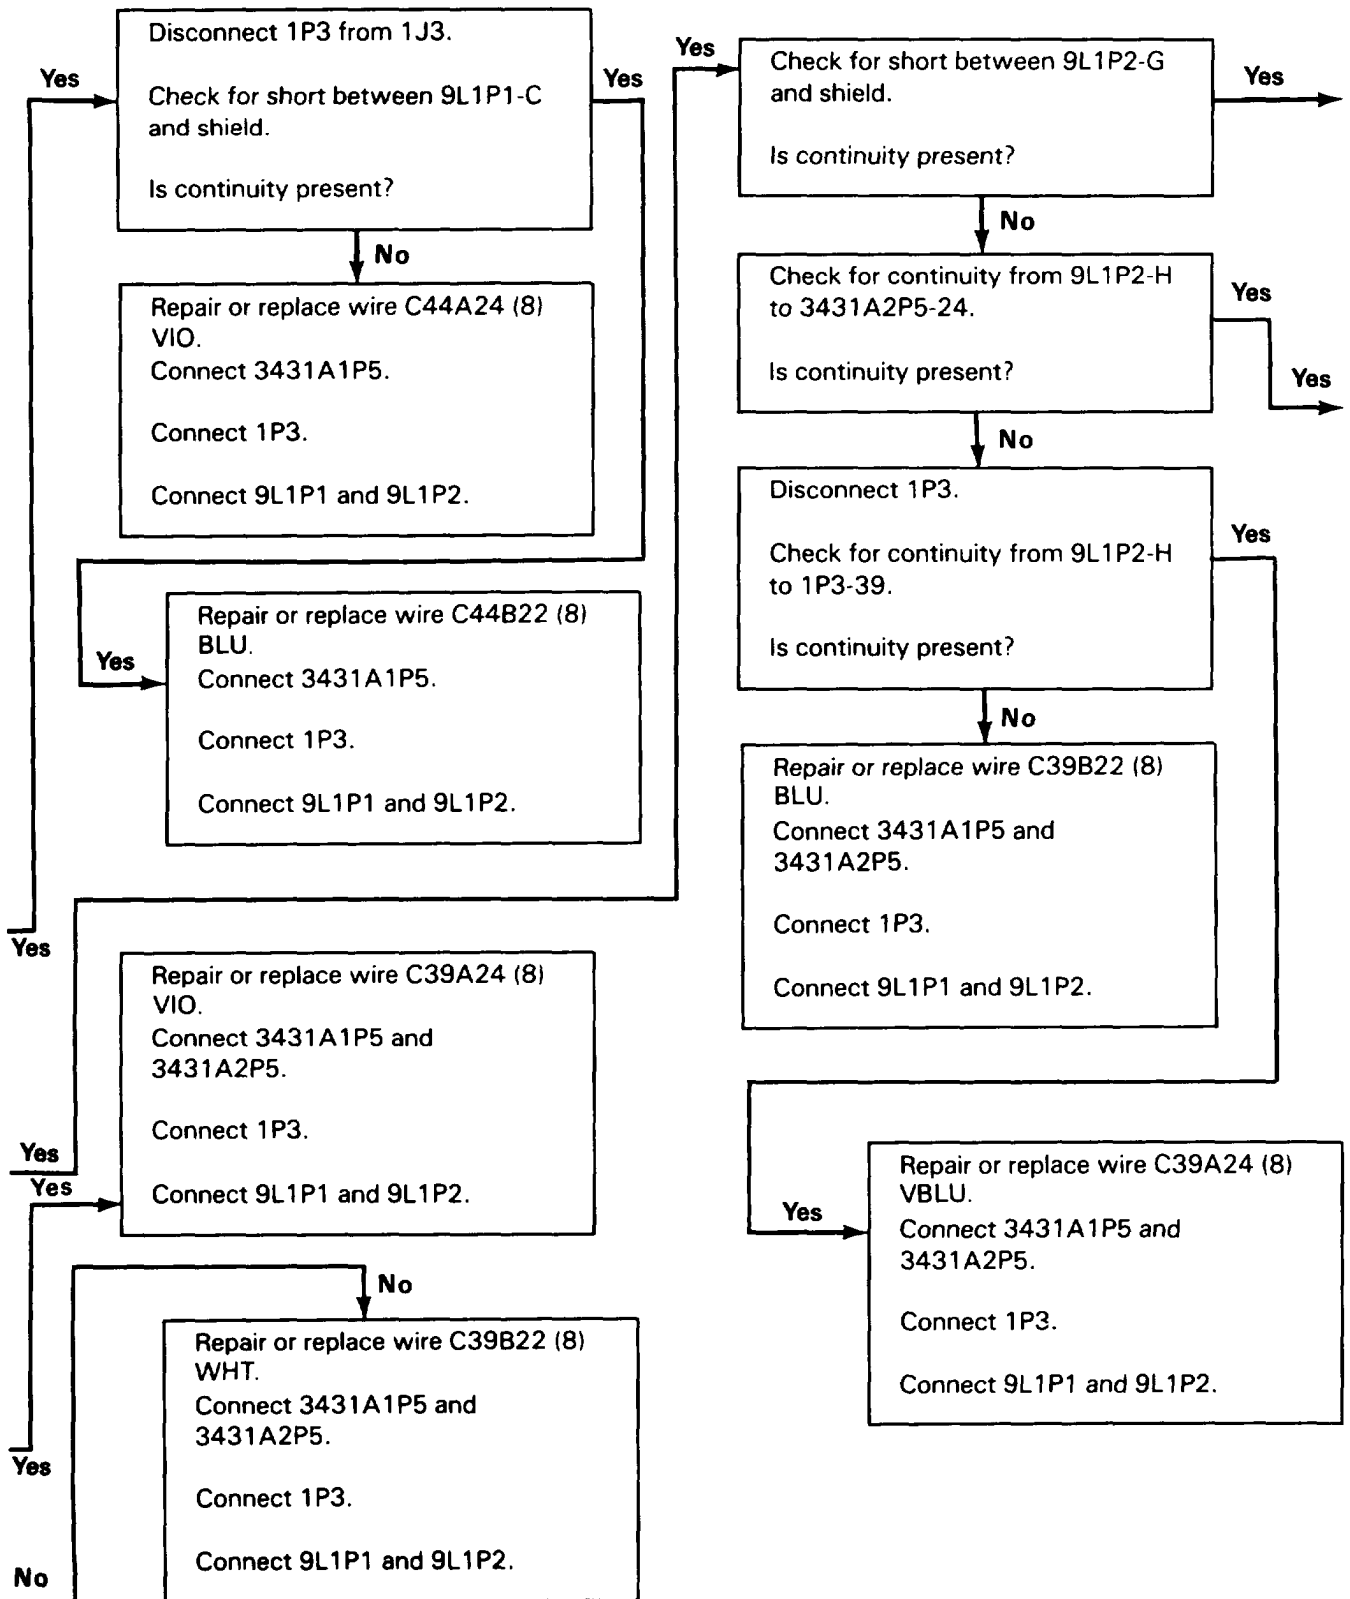 Yes
Disconnect 1P3 from 1J3.
Check for short between 9L1P1-C
and shield.
Is continuity present?
Yes
No
Repair or replace wire C44A24 (8)
VIO.
Connect 3431A1P5.
Connect 1P3.
Connect 9L1P1 and 9L1P2.
Yes
Repair or replace wire C44B22 (8)
BLU.
Connect 3431A1P5.
Connect 1P3.
Connect 9L1P1 and 9L1P2.
Yes
Repair or replace wire C39A24 (8)
VIO.
Connect 3431A1P5 and
3431A2P5.
Connect 1P3.
Connect 9L1P1 and 9L1P2.
Yes
Yes
No
Repair or replace wire C39B22 (8)
WHT.
Connect 3431A1P5 and
3431A2P5.
Connect 1P3.
Connect 9L1P1 and 9L1P2.
Yes
No
Yes
Check for short between 9L1P2-G
and shield.
Is continuity present?
Yes
No
Check for continuity from 9L1P2-H
to 3431A2P5-24.
Is continuity present?
Yes
Yes
No
Disconnect 1P3.
Check for continuity from 9L1P2-H
to 1P3-39.
Is continuity present?
Yes
No
Repair or replace wire C39B22 (8)
BLU.
Connect 3431A1P5 and
3431A2P5.
Connect 1P3.
Connect 9L1P1 and 9L1P2.
Yes
Repair or replace wire C39A24 (8)
VBLU.
Connect 3431A1P5 and
3431A2P5.
Connect 1P3.
Connect 9L1P1 and 9L1P2.